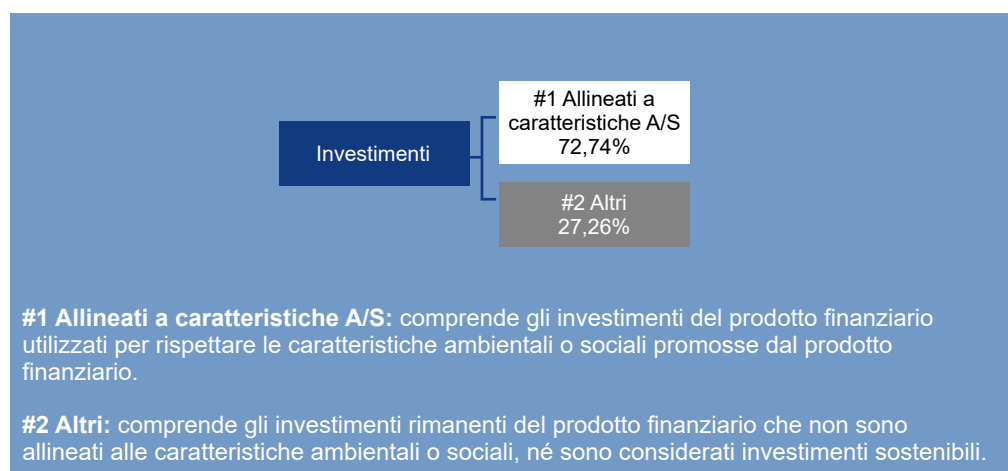 #1 Allineati a
caratteristiche A/S
72,74%
Investimenti
#2 Altri
27,26%
#1 Allineati a caratteristiche A/S: comprende gli investimenti del prodotto finanziario
utilizzati per rispettare le caratteristiche ambientali o sociali promosse dal prodotto
finanziario.
#2 Altri: comprende gli investimenti rimanenti del prodotto finanziario che non sono
allineati alle caratteristiche ambientali o sociali, né sono considerati investimenti sostenibili.